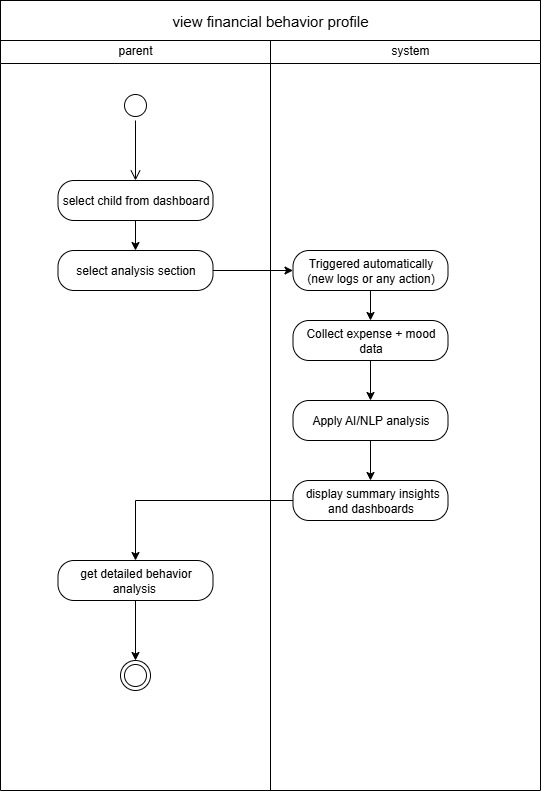 view financial behavior profile
parent
system
select child from dashboard
select analysis section
Triggered automatically
(new logs or any action)
Collect expense + mood
data
Apply AI/NLP analysis
display summary insights
and dashboards
get detailed behavior
analysis